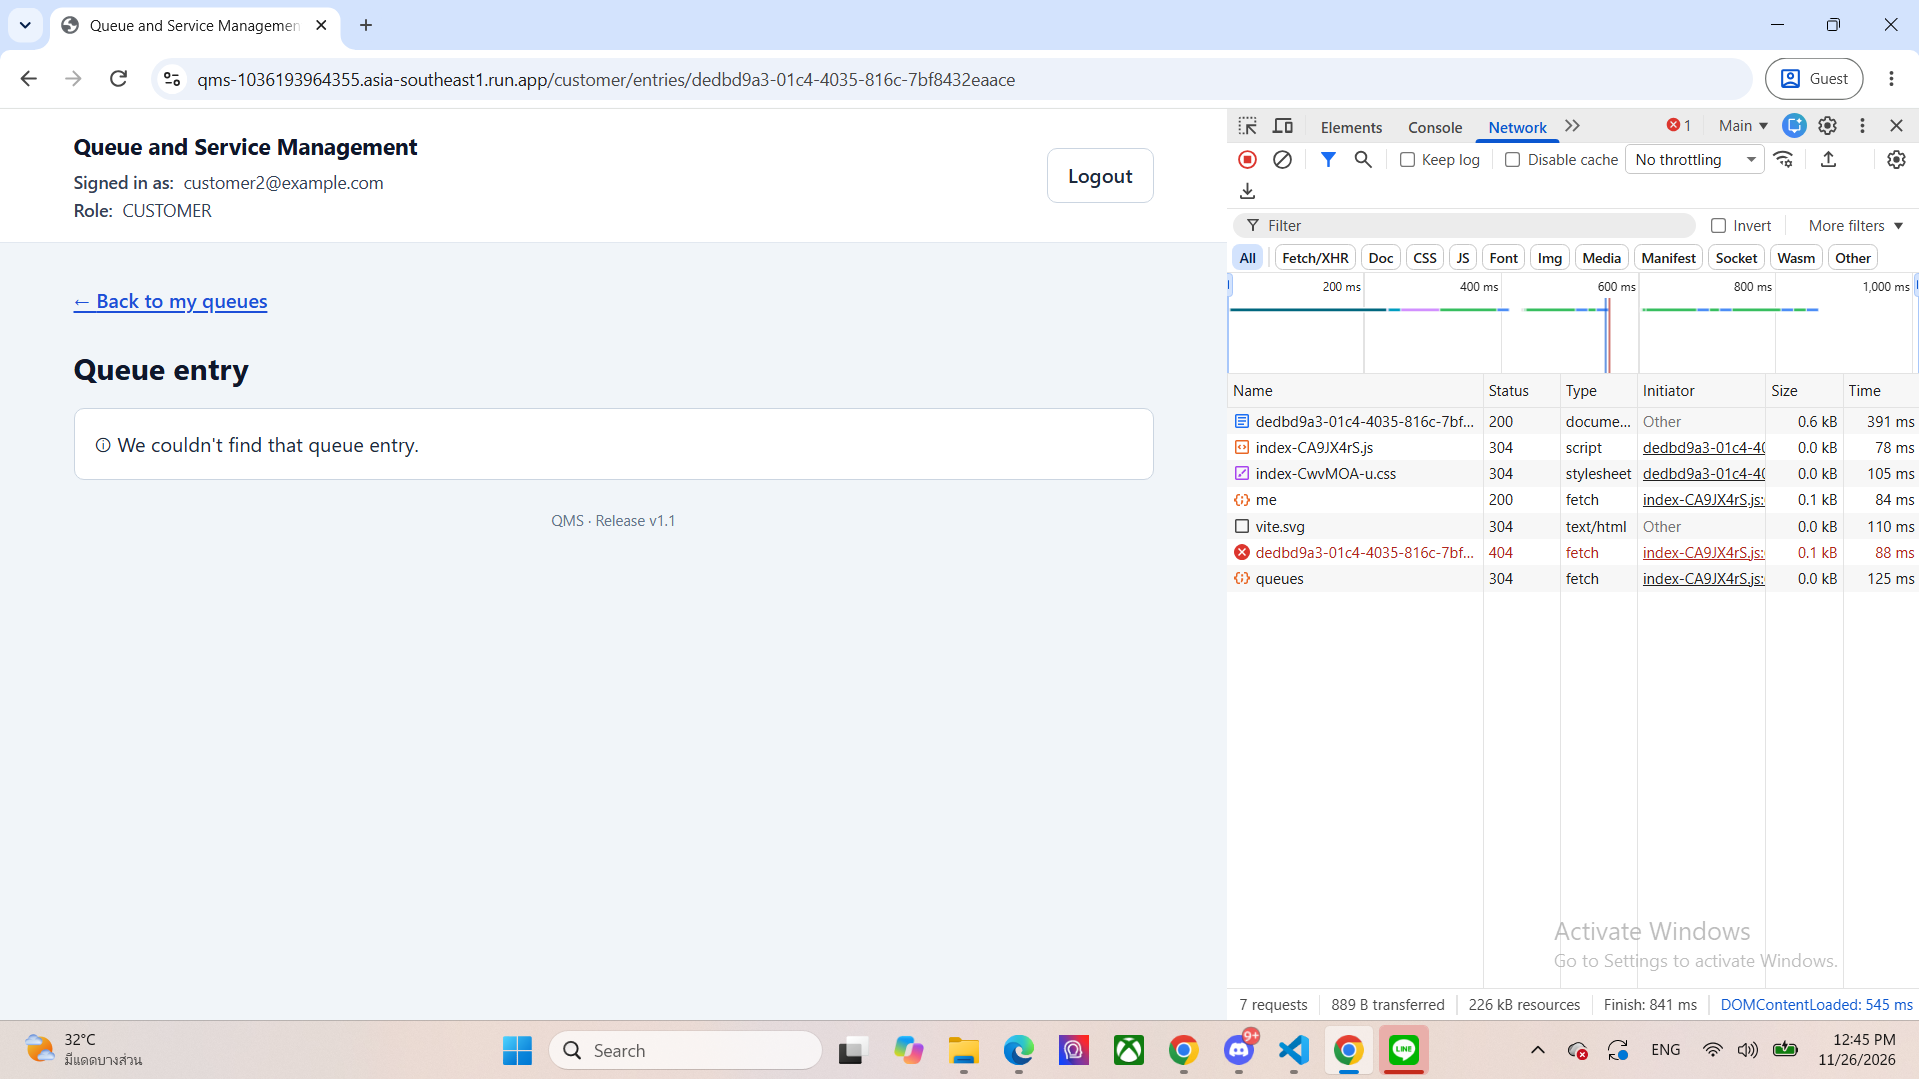 Queue and Service Managemen
qms-1036193964355.asia-southeast1.run.app/customer/entries/dedbd9a3-01c4-4035-816c-7bf8432eaace
Guest
Queue and Service Management
Signed in as: customer2@example.com
Role: CUSTOMER
Logout
← Back to my queues
Queue entry
We couldn't find that queue entry.
QMS · Release v1.1
Elements Console Network 1 Main
Keep log Disable cache No throttling
Filter Invert More filters
All Fetch/XHR Doc CSS JS Font Img Media Manifest Socket Wasm Other
200 ms 400 ms 600 ms 800 ms 1,000 ms
Name Status Type Initiator Size Time
dedbd9a3-01c4-4035-816c-7bf... 200 docume... Other 0.6 kB 391 ms
index-CA9JX4rS.js 304 script dedbd9a3-01c4-40 0.0 kB 78 ms
index-CwvMOA-u.css 304 stylesheet dedbd9a3-01c4-40 0.0 kB 105 ms
me 200 fetch index-CA9JX4rS.js: 0.1 kB 84 ms
vite.svg 304 text/html Other 0.0 kB 110 ms
dedbd9a3-01c4-4035-816c-7bf... 404 fetch index-CA9JX4rS.js: 0.1 kB 88 ms
queues 304 fetch index-CA9JX4rS.js: 0.0 kB 125 ms
Activate Windows
Go to Settings to activate Windows.
7 requests 889 B transferred 226 kB resources Finish: 841 ms DOMContentLoaded: 545 ms
32°C
มีแดดบางส่วน
Search
9+
LINE
ENG
12:45 PM
11/26/2026